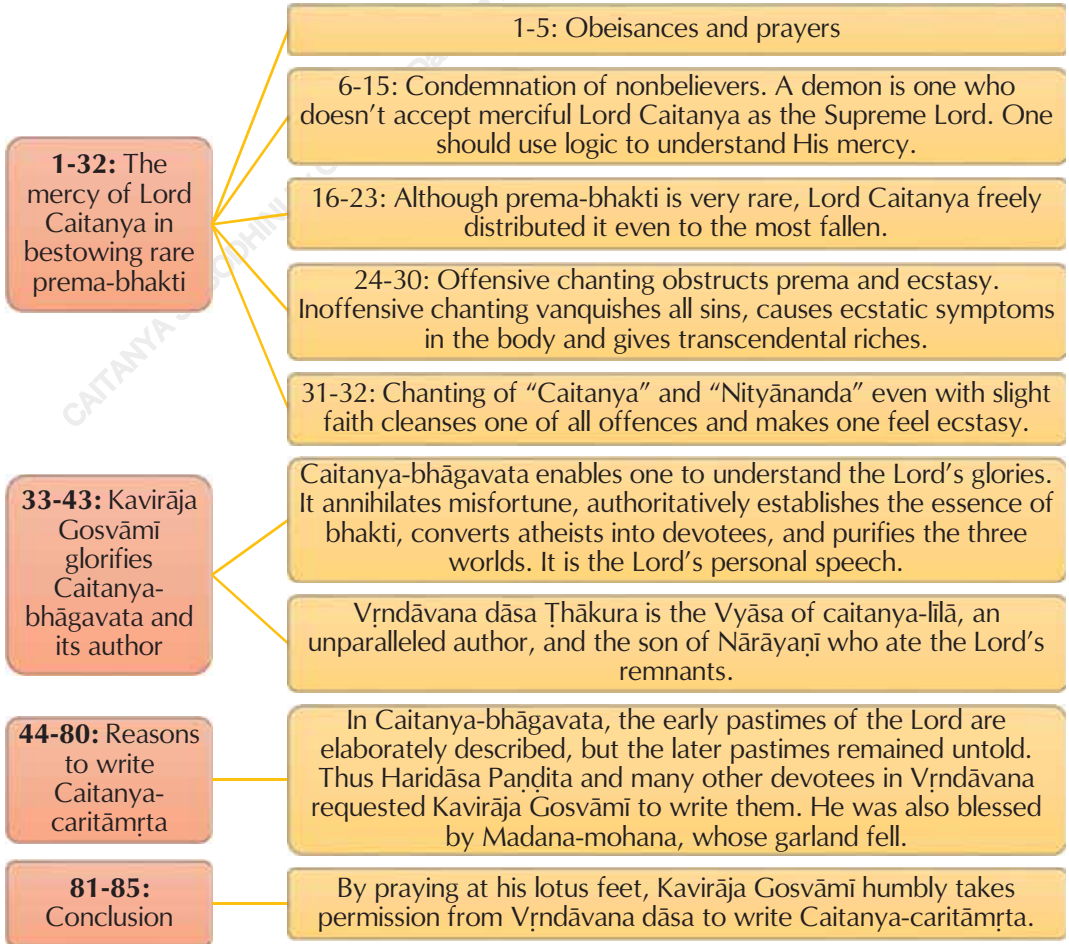 1-5: Obeisances and prayers
6-15: Condemnation of nonbelievers. A demon is one who
doesn't accept merciful Lord Caitanya as the Supreme Lord. One
should use logic to understand His mercy.
1-32: The
mercy of Lord
Caitanya in
bestowing rare
prema-bhakti
16-23: Although prema-bhakti is very rare, Lord Caitanya freely
distributed it even to the most fallen.
24-30: Offensive chanting obstructs prema and ecstasy.
Inoffensive chanting vanquishes all sins, causes ecstatic symptoms
in the body and gives transcendental riches.
31-32: Chanting of "Caitanya" and "Nityānanda" even with slight
faith cleanses one of all offences and makes one feel ecstasy.
33-43: Kavirāja
Gosvāmī
glorifies
Caitanya-
bhāgavata and
its author
Caitanya-bhāgavata enables one to understand the Lord's glories.
It annihilates misfortune, authoritatively establishes the essence of
bhakti, converts atheists into devotees, and purifies the three
worlds. It is the Lord's personal speech.
Vṛndāvana dāsa Ṭhākura is the Vyāsa of caitanya-līlā, an
unparalleled author, and the son of Nārāyaṇī who ate the Lord's
remnants.
44-80: Reasons
to write
Caitanya-
caritāmṛta
In Caitanya-bhāgavata, the early pastimes of the Lord are
elaborately described, but the later pastimes remained untold.
Thus Haridāsa Paṇḍita and many other devotees in Vṛndāvana
requested Kavirāja Gosvāmī to write them. He was also blessed
by Madana-mohana, whose garland fell.
81-85:
Conclusion
By praying at his lotus feet, Kavirāja Gosvāmī humbly takes
permission from Vṛndāvana dāsa to write Caitanya-caritāmṛta.
CAITANYA